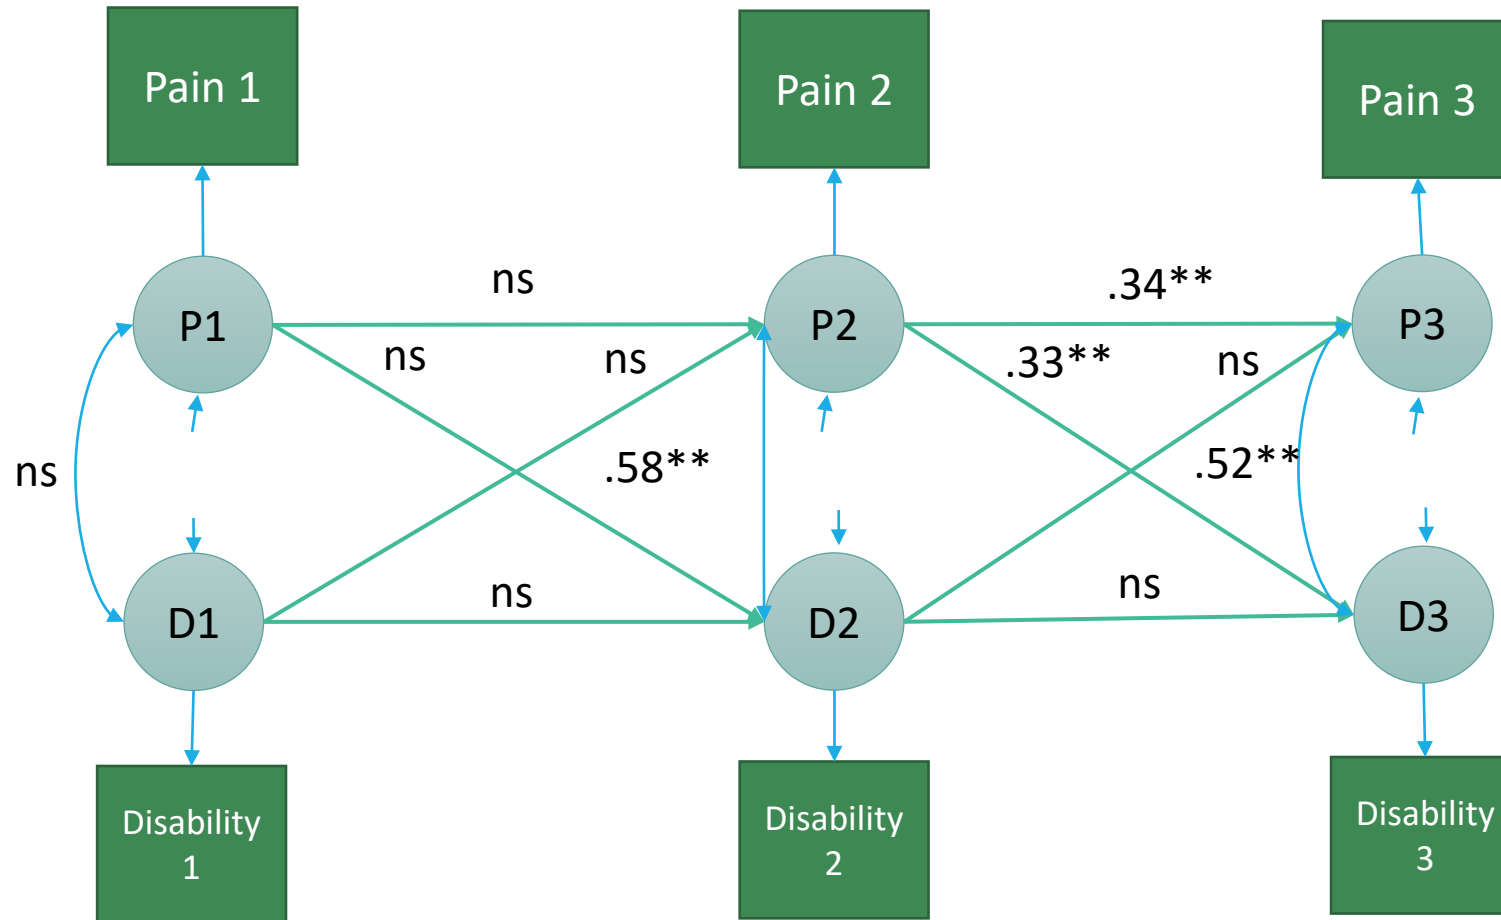 Pain 1
Pain 2
Pain 3
ns
.34**
P1
P2
P3
ns
ns
.33**
ns
ns
.58**
.52**
ns
ns
D1
D2
D3
Disability
1
Disability
2
Disability
3